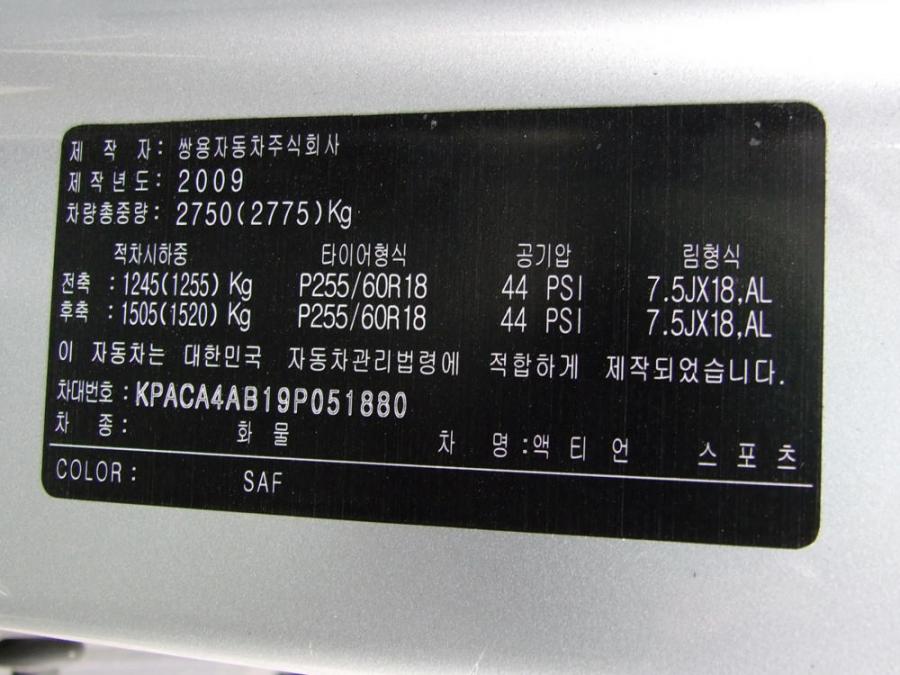 제 작 자: 쌍용자동차주식회사
제작년도: 2009
차량총중량: 2750(2775)Kg
적차시하중 타이어형식 공기압 림형식
전축 : 1245(1255) Kg P255/60R18 44 PSI 7.5JX18,AL
후축 : 1505(1520) Kg P255/60R18 44 PSI 7.5JX18,AL
이 자동차는 대한민국 자동차관리법령에 적합하게 제작되었습니다.
차대번호 : KPACA4AB19P051880
차 종 : 화 물 차 명 : 액 티 언 스 포 츠
COLOR : SAF